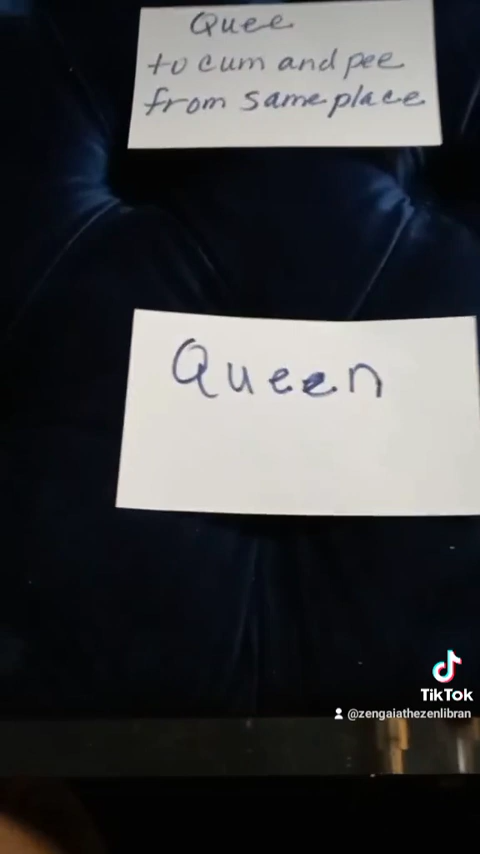 Quee
to cum and pee
from same place
Queen
TikTok
@zengaiathezenlibran